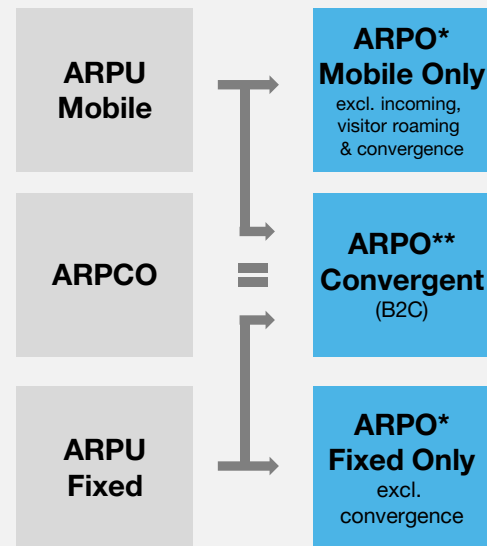 ARPU
Mobile
ARPO*
Mobile Only
excl. incoming,
visitor roaming
& convergence
ARPCO
=
ARPO**
Convergent
(B2C)
ARPU
Fixed
ARPO*
Fixed Only
excl.
convergence